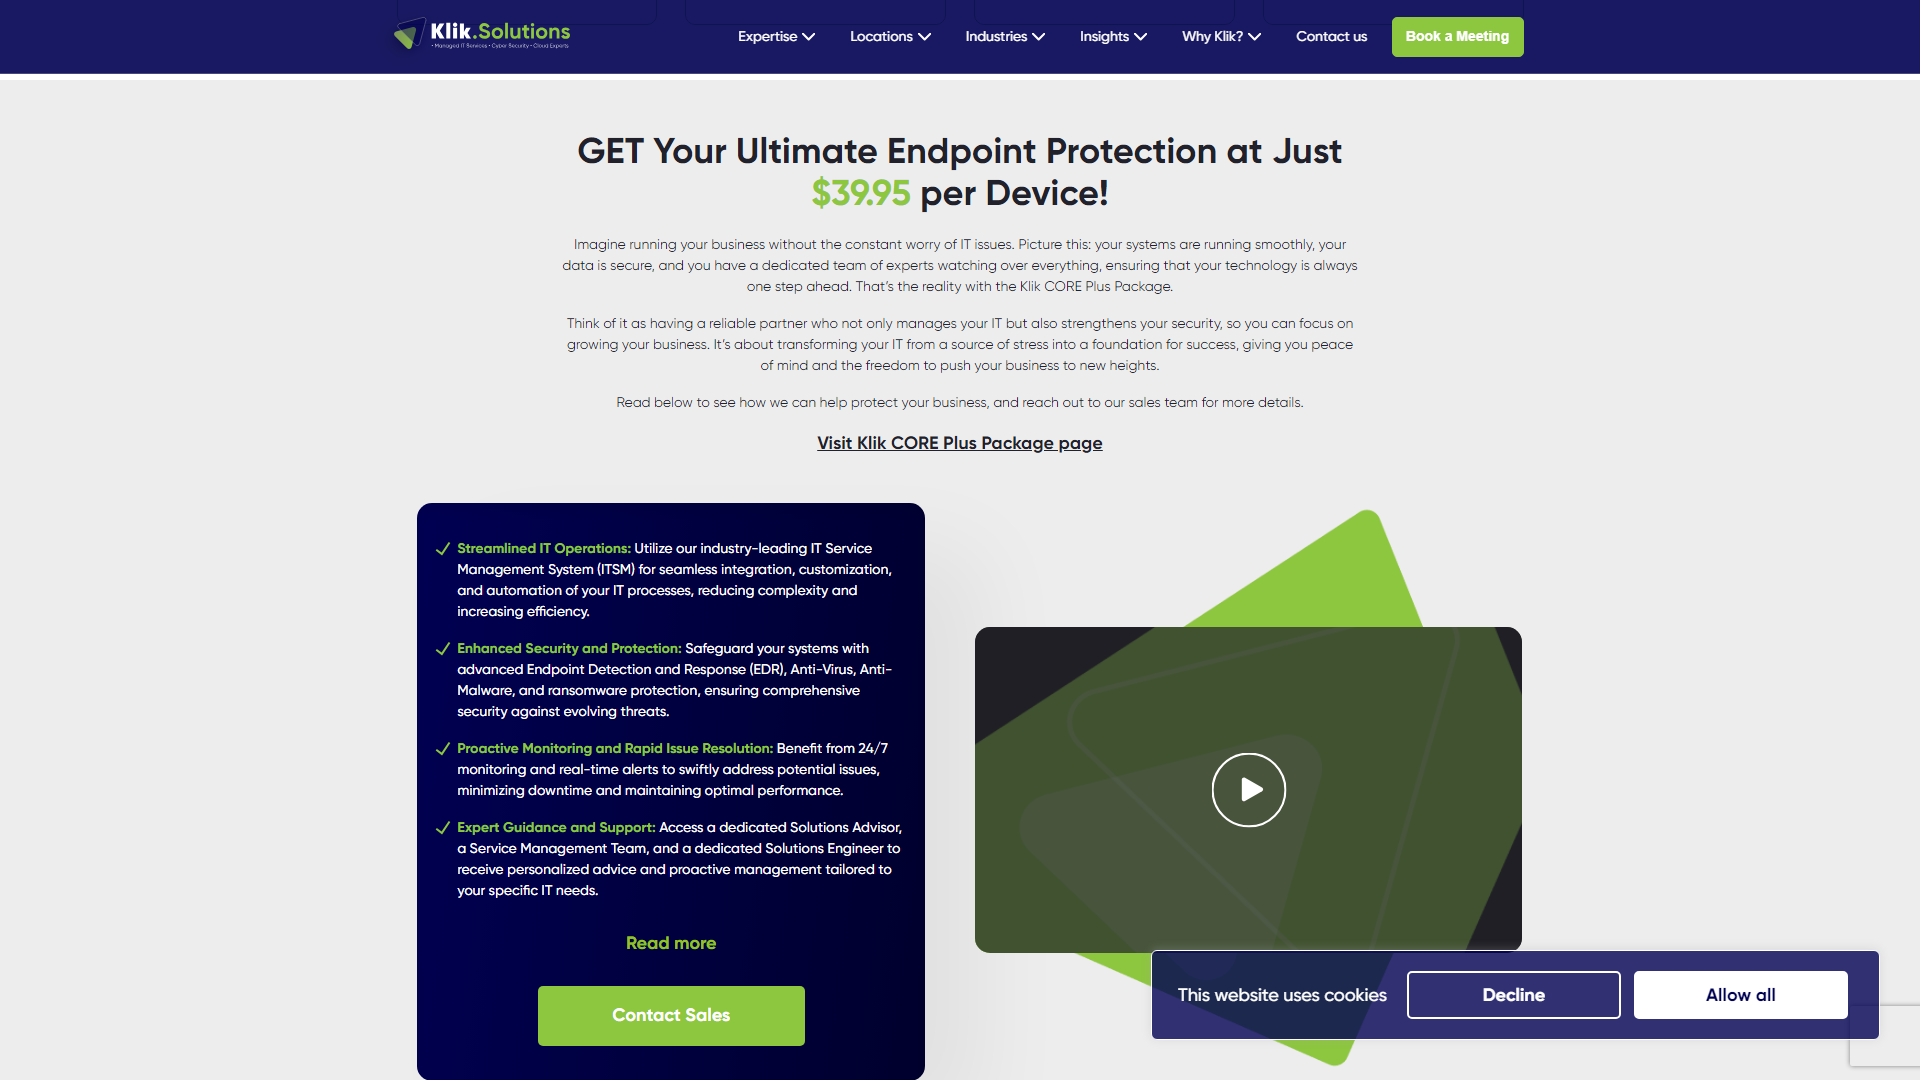 Klik.Solutions
• Managed IT Services • Cyber Security • Cloud Experts
Expertise
Locations
Industries
Insights
Why Klik?
Contact us
Book a Meeting
GET Your Ultimate Endpoint Protection at Just
$39.95 per Device!
Imagine running your business without the constant worry of IT issues. Picture this: your systems are running smoothly, your
data is secure, and you have a dedicated team of experts watching over everything, ensuring that your technology is always
one step ahead. That’s the reality with the Klik CORE Plus Package.
Think of it as having a reliable partner who not only manages your IT but also strengthens your security, so you can focus on
growing your business. It’s about transforming your IT from a source of stress into a foundation for success, giving you peace
of mind and the freedom to push your business to new heights.
Read below to see how we can help protect your business, and reach out to our sales team for more details.
Visit Klik CORE Plus Package page
Streamlined IT Operations: Utilize our industry-leading IT Service
Management System (ITSM) for seamless integration, customization,
and automation of your IT processes, reducing complexity and
increasing efficiency.
Enhanced Security and Protection: Safeguard your systems with
advanced Endpoint Detection and Response (EDR), Anti-Virus, Anti-
Malware, and ransomware protection, ensuring comprehensive
security against evolving threats.
Proactive Monitoring and Rapid Issue Resolution: Benefit from 24/7
monitoring and real-time alerts to swiftly address potential issues,
minimizing downtime and maintaining optimal performance.
Expert Guidance and Support: Access a dedicated Solutions Advisor,
a Service Management Team, and a dedicated Solutions Engineer to
receive personalized advice and proactive management tailored to
your specific IT needs.
Read more
Contact Sales
This website uses cookies
Decline
Allow all